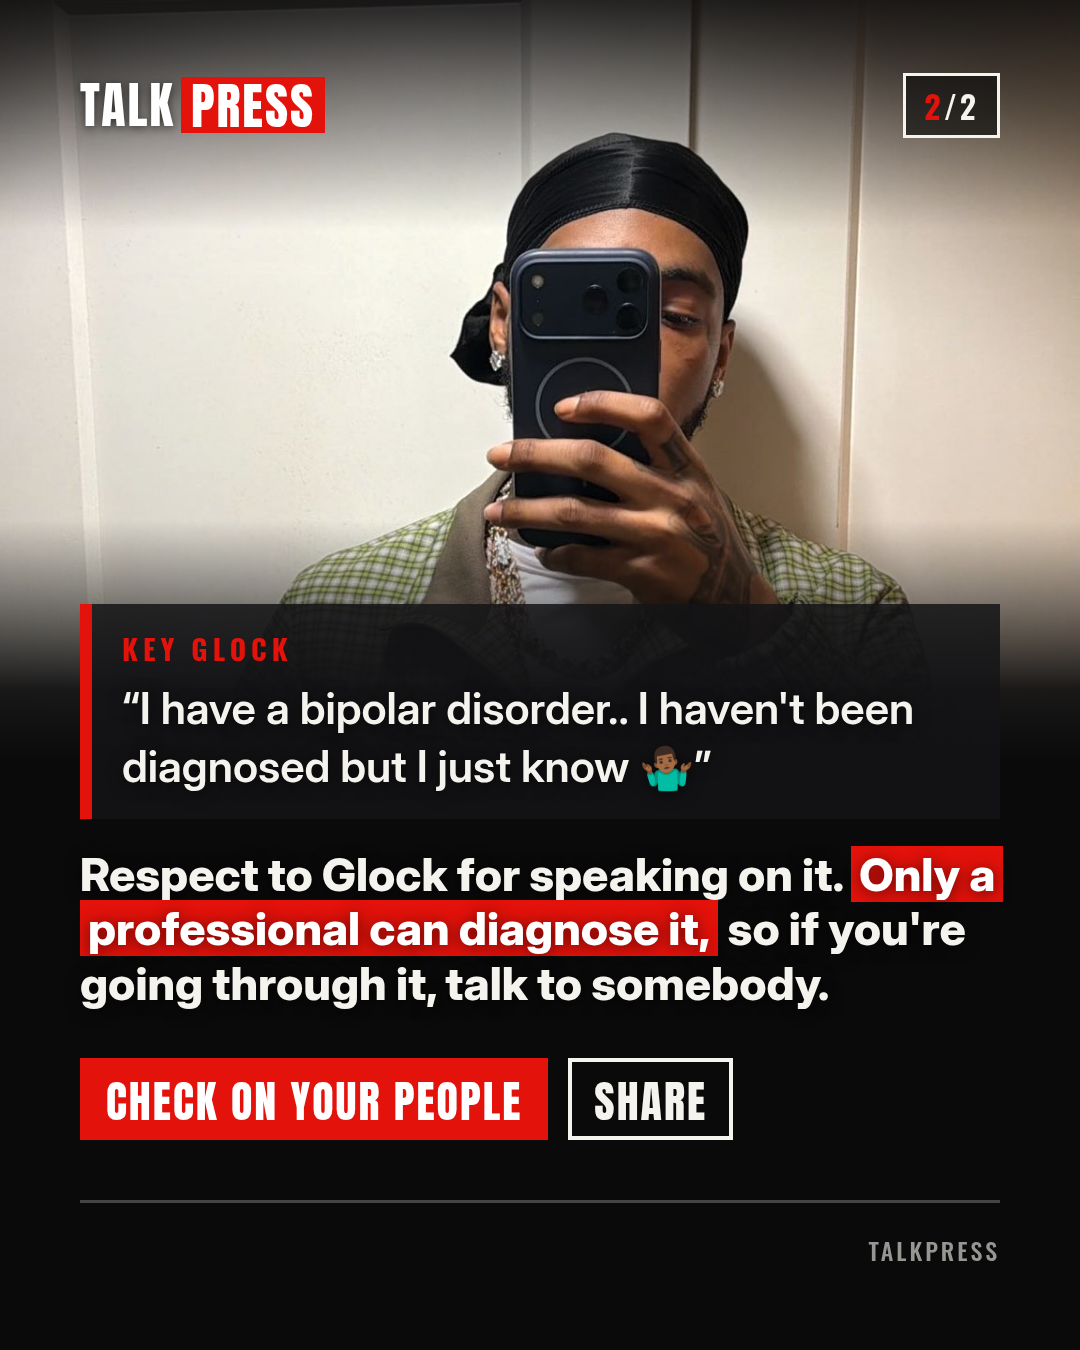 TALK PRESS
2/2
KEY GLOCK
“I have a bipolar disorder.. I haven't been
diagnosed but I just know 🤷🏾‍♂️”
Respect to Glock for speaking on it. Only a
professional can diagnose it, so if you're
going through it, talk to somebody.
CHECK ON YOUR PEOPLE
SHARE
TALKPRESS